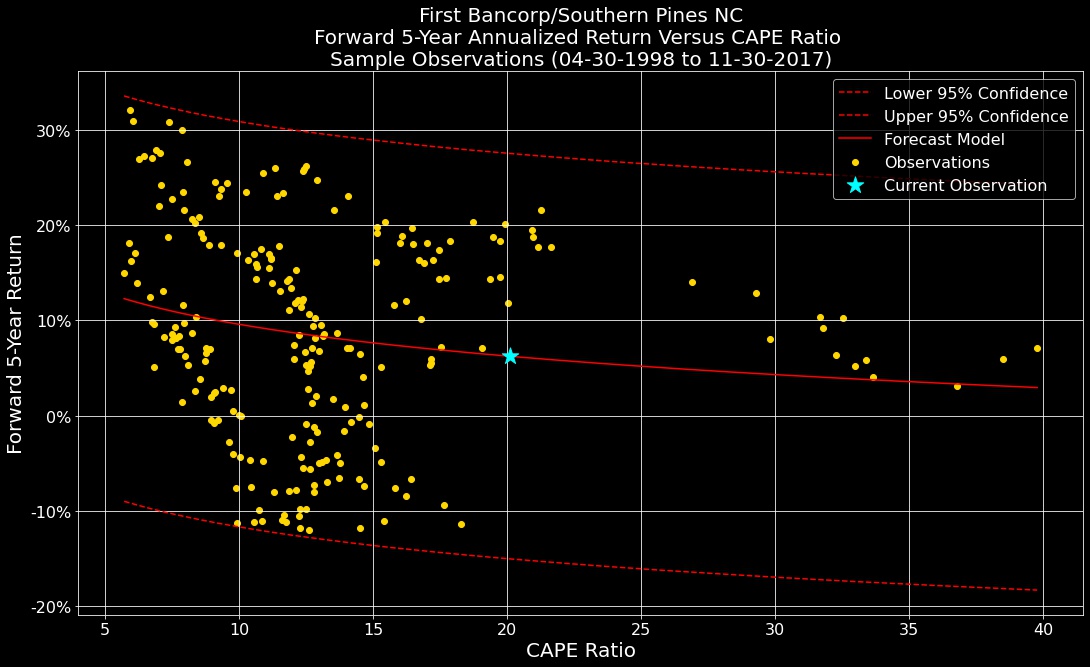 First Bancorp/Southern Pines NC
Forward 5-Year Annualized Return Versus CAPE Ratio
Sample Observations (04-30-1998 to 11-30-2017)
Lower 95% Confidence
Upper 95% Confidence
Forecast Model
Observations
Current Observation
Forward 5-Year Return
30%
20%
10%
0%
-10%
-20%
5 10 15 20 25 30 35 40
CAPE Ratio